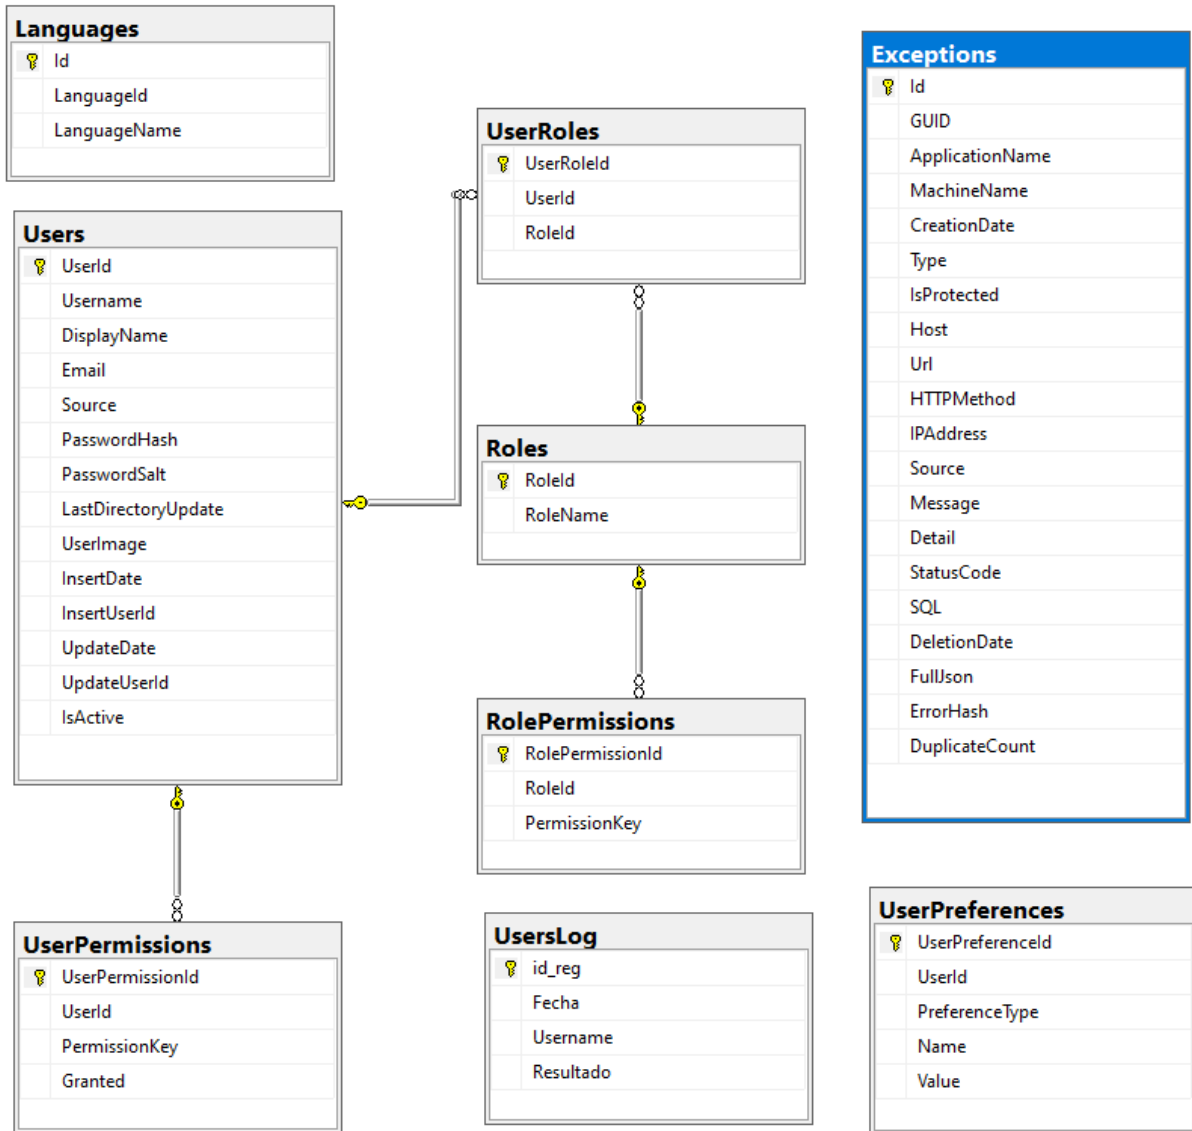 Languages
Id
LanguageId
LanguageName
Users
UserId
Username
DisplayName
Email
Source
PasswordHash
PasswordSalt
LastDirectoryUpdate
UserImage
InsertDate
InsertUserId
UpdateDate
UpdateUserId
IsActive
UserPermissions
UserPermissionId
UserId
PermissionKey
Granted
UserRoles
UserRoleId
UserId
RoleId
Roles
RoleId
RoleName
RolePermissions
RolePermissionId
RoleId
PermissionKey
UsersLog
id_reg
Fecha
Username
Resultado
Exceptions
Id
GUID
ApplicationName
MachineName
CreationDate
Type
IsProtected
Host
Url
HTTPMethod
IPAddress
Source
Message
Detail
StatusCode
SQL
DeletionDate
FullJson
ErrorHash
DuplicateCount
UserPreferences
UserPreferenceId
UserId
PreferenceType
Name
Value